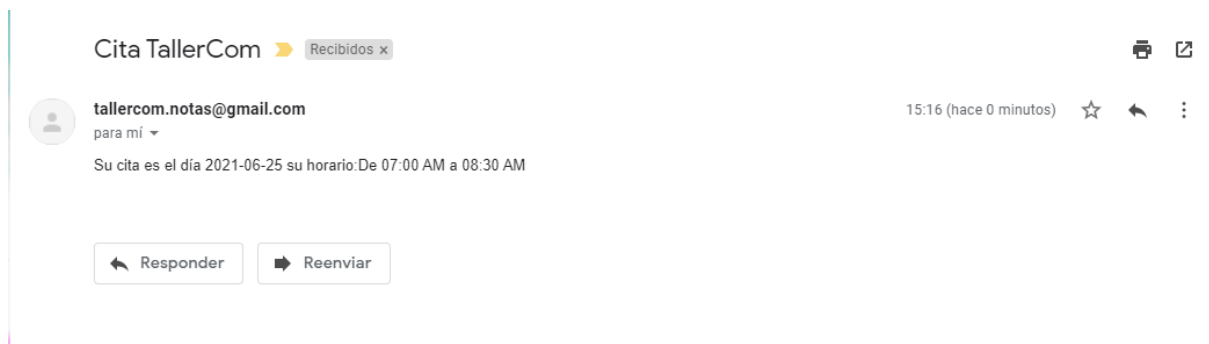 Cita TallerCom Recibidos ×
tallercom.notas@gmail.com 15:16 (hace 0 minutos)
para mí
Su cita es el día 2021-06-25 su horario:De 07:00 AM a 08:30 AM
Responder Reenviar